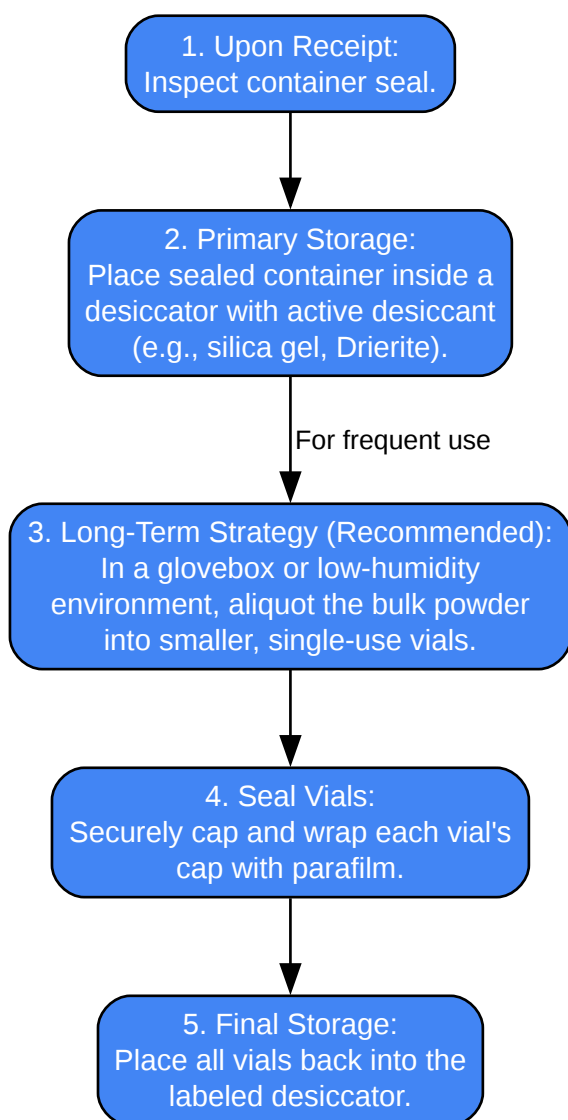 1. Upon Receipt:
Inspect container seal.
2. Primary Storage:
Place sealed container inside a
desiccator with active desiccant
(e.g., silica gel, Drierite).
For frequent use
3. Long-Term Strategy (Recommended):
In a glovebox or low-humidity
environment, aliquot the bulk powder
into smaller, single-use vials.
4. Seal Vials:
Securely cap and wrap each vial's
cap with parafilm.
5. Final Storage:
Place all vials back into the
labeled desiccator.